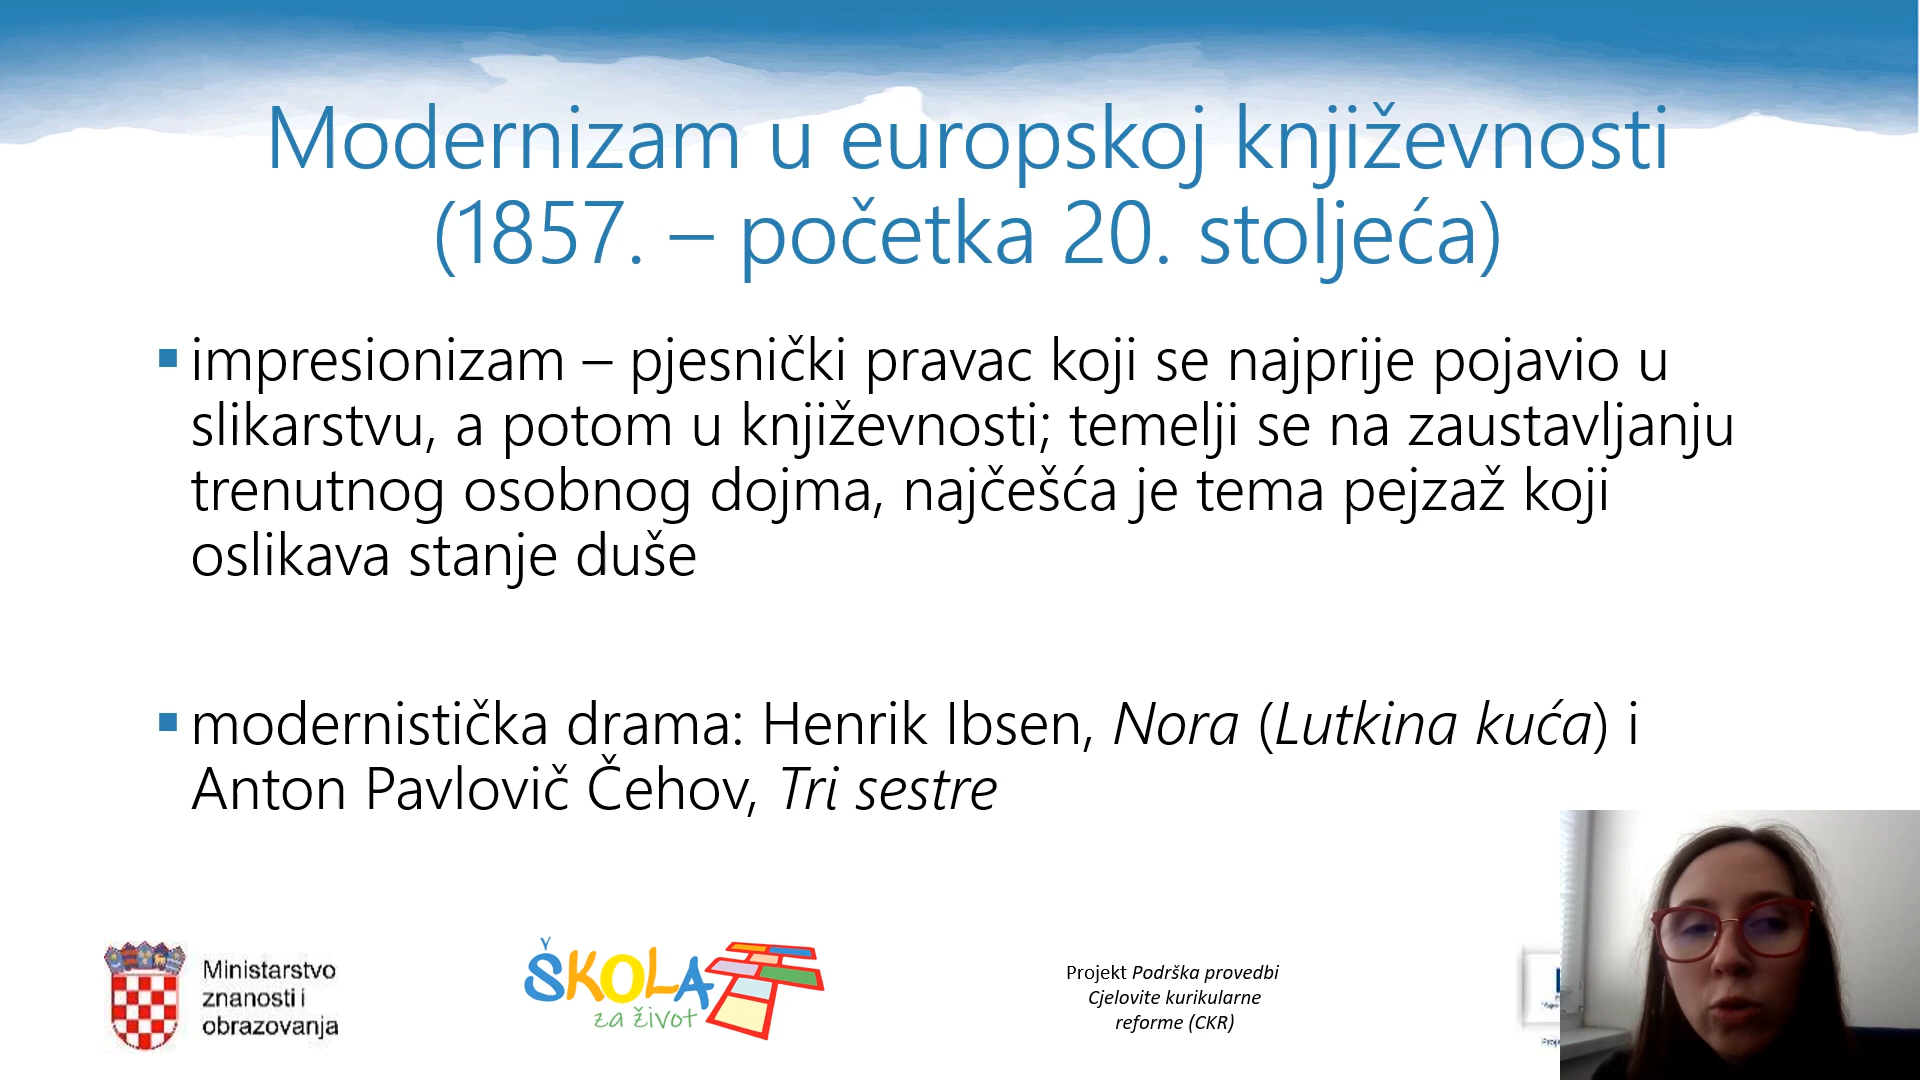 Modernizam u europskoj književnosti
(1857. – početka 20. stoljeća)
impresionizam – pjesnički pravac koji se najprije pojavio u
slikarstvu, a potom u književnosti; temelji se na zaustavljanju
trenutnog osobnog dojma, najčešća je tema pejzaž koji
oslikava stanje duše
modernistička drama: Henrik Ibsen, Nora (Lutkina kuća) i
Anton Pavlovič Čehov, Tri sestre
Ministarstvo
znanosti i
obrazovanja
ŠKOLA
za život
Projekt Podrška provedbi
Cjelovite kurikularne
reforme (CKR)